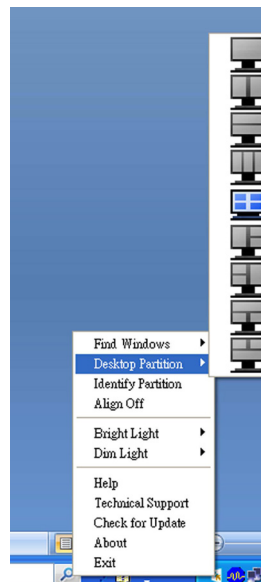 Find Windows
Desktop Partition
Identify Partition
Align Off
Bright Light
Dim Light
Help
Technical Support
Check for Update
About
Exit